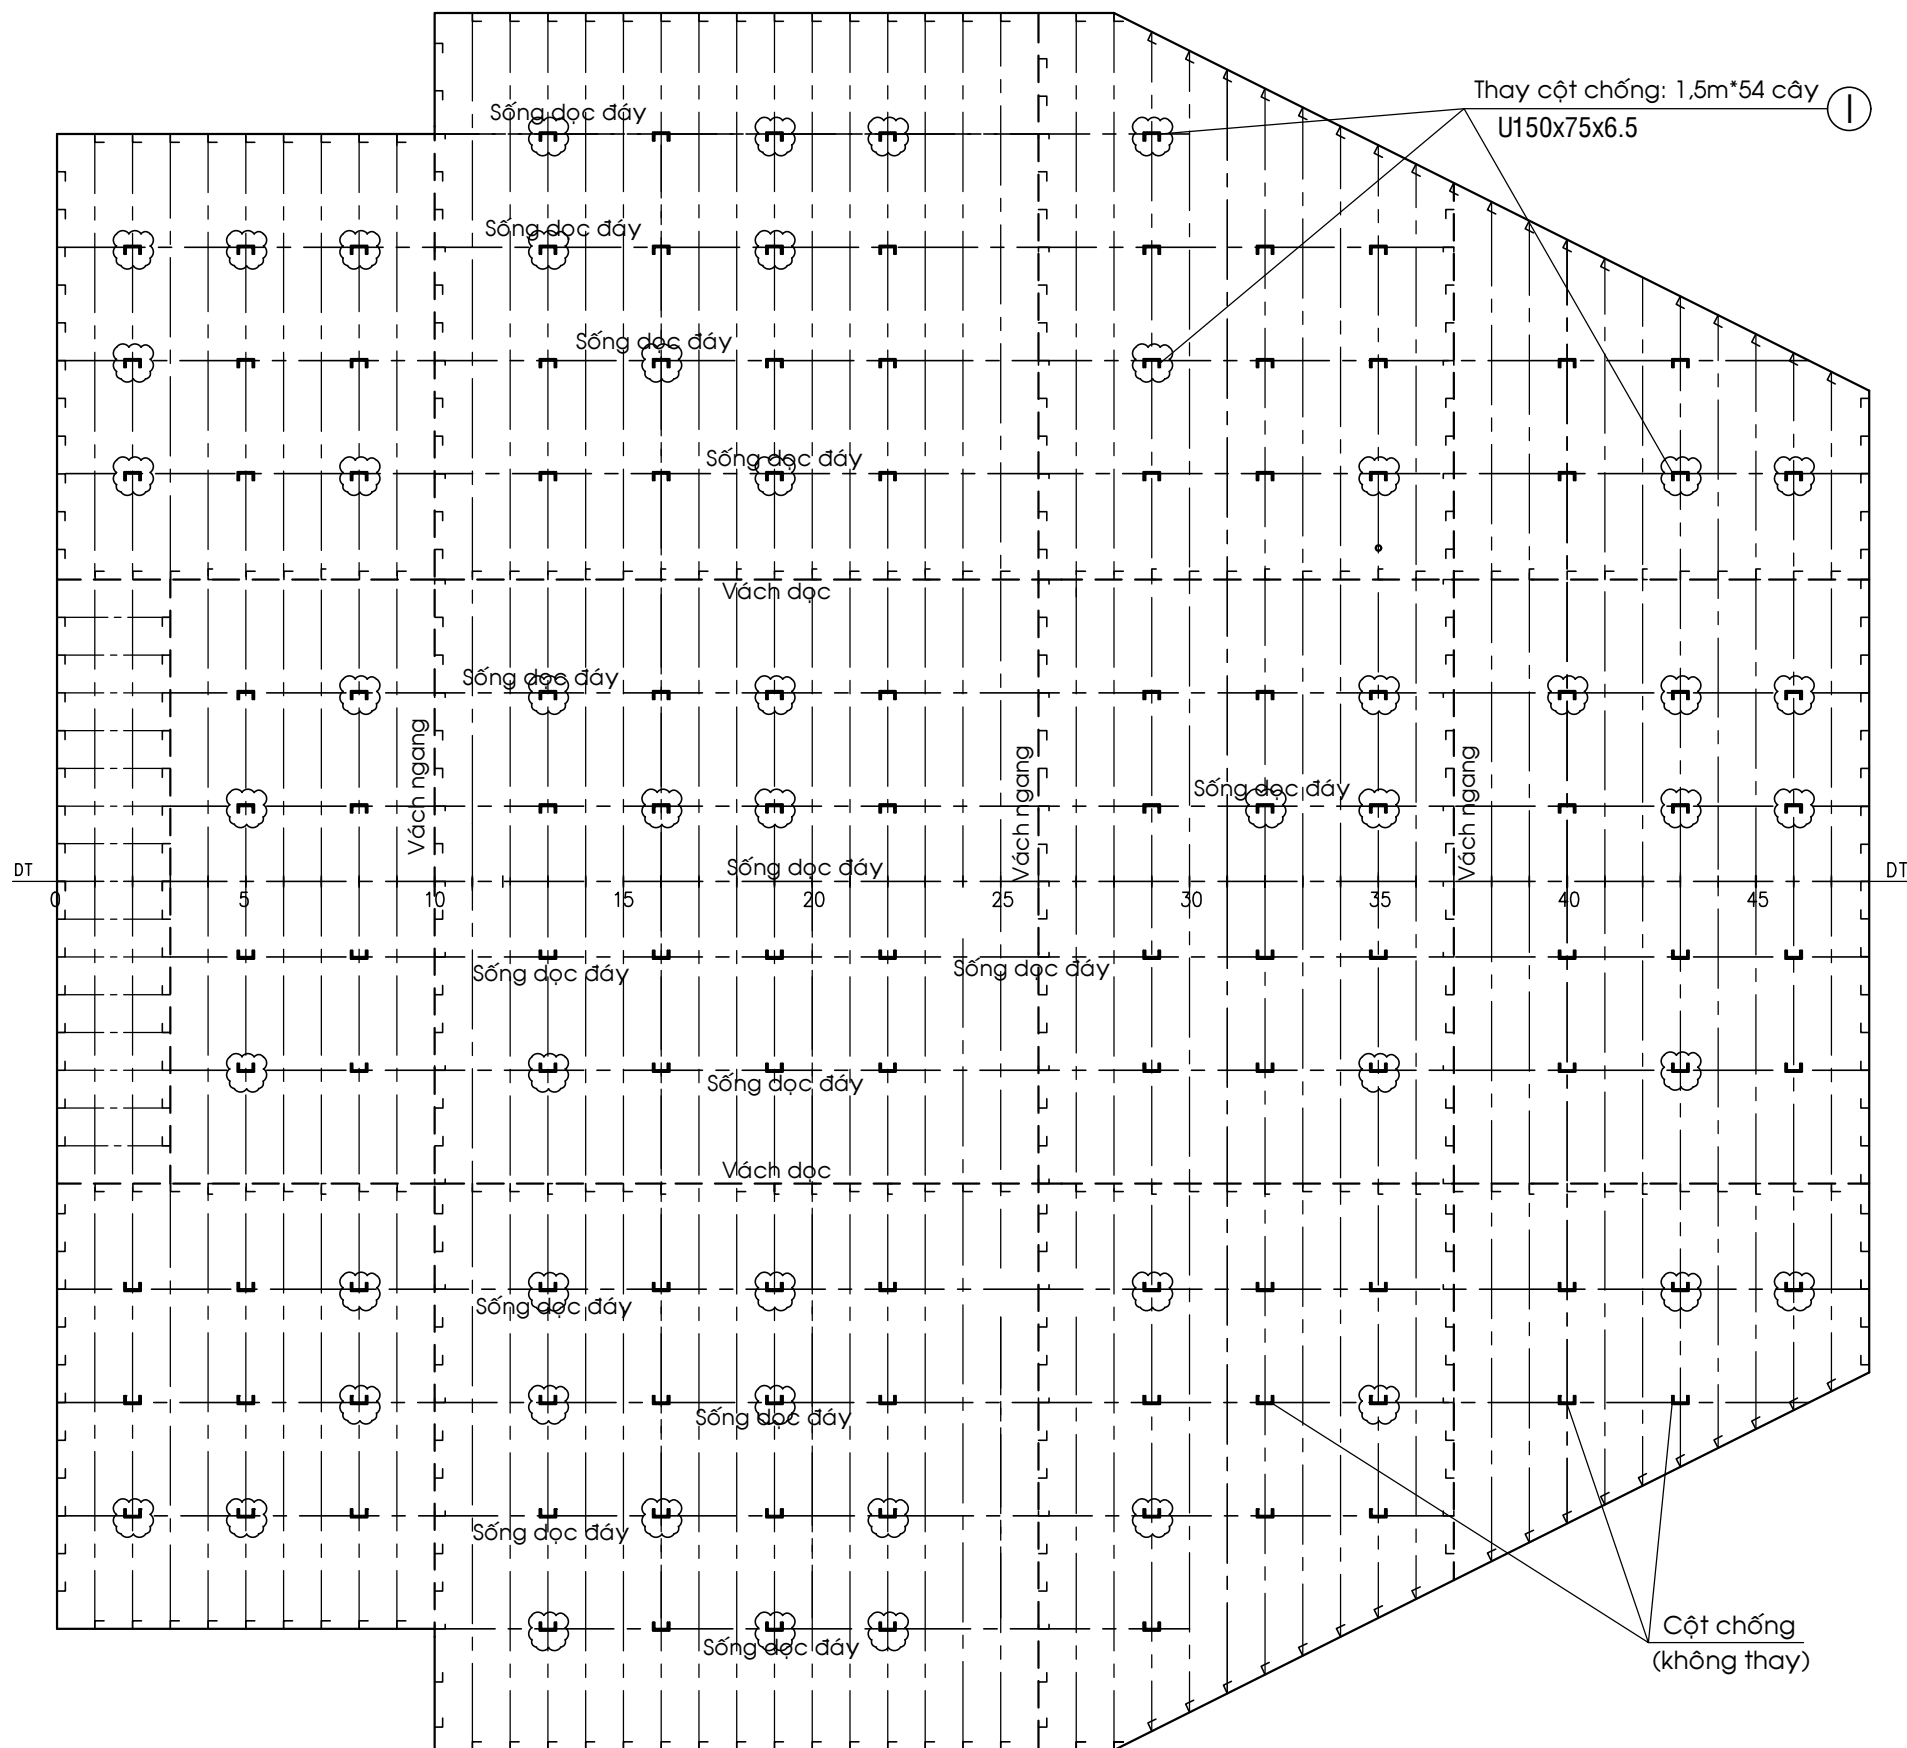 Thay cột chống: 1,5m*54 cây
I
U150x75x6.5
Sống dọc đáy
Sống dọc đáy
Sống dọc đáy
Sống dọc đáy
Vách dọc
Sống dọc đáy
Vách ngang
Vách ngang
Vách ngang
Sống dọc đáy
Sống dọc đáy
DT
DT
0 5 10 15 20 25 30 35 40 45
Sống dọc đáy
Sống dọc đáy
Sống dọc đáy
Vách dọc
Sống dọc đáy
Sống dọc đáy
Sống dọc đáy
Sống dọc đáy
Cột chống
(không thay)